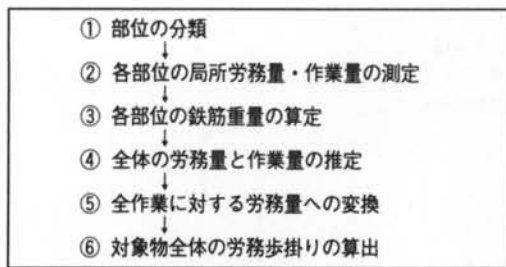 ① 部位の分類
② 各部位の局所労務量・作業量の測定
③ 各部位の鉄筋重量の算定
④ 全体の労務量と作業量の推定
⑤ 全作業に対する労務量への変換
⑥ 対象物全体の労務歩掛りの算出